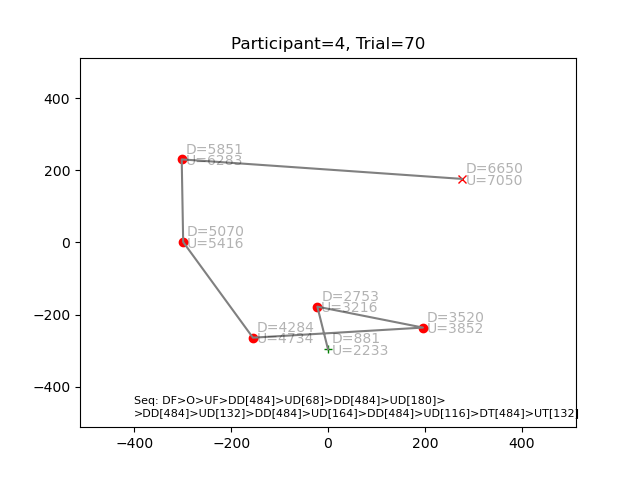 Participant=4, Trial=70
400
200
0
−200
−400
−400
−200
0
200
400
D=5851
U=6283
D=6650
U=7050
D=5070
U=5416
D=2753
U=3216
D=3520
U=3852
D=4284
U=4734
D=881
U=2233
Seq: DF>O>UF>DD[484]>UD[68]>DD[484]>UD[180]>
>DD[484]>UD[132]>DD[484]>UD[164]>DD[484]>UD[116]>DT[484]>UT[132]